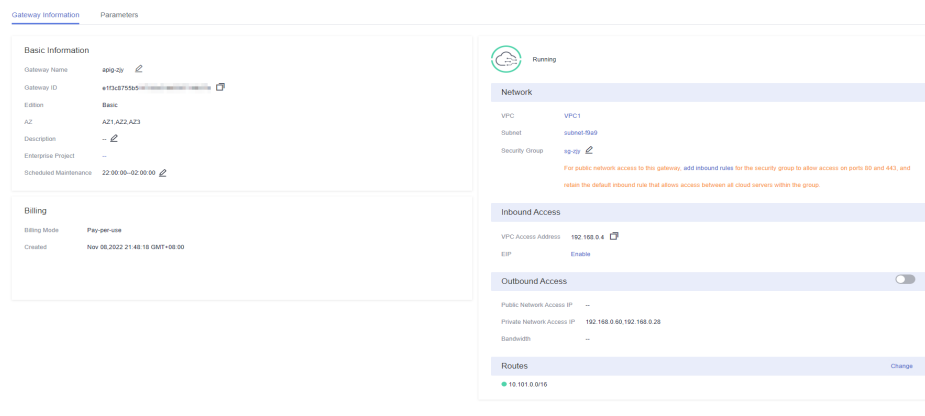 Gateway Information Parameters
Basic Information
Gateway Name apig-zjy
Gateway ID e1f3c8755b5
Edition Basic
AZ AZ1,AZ2,AZ3
Description --
Enterprise Project --
Scheduled Maintenance 22:00:00--02:00:00
Billing
Billing Mode Pay-per-use
Created Nov 08,2022 21:48:18 GMT+08:00
Running
Network
VPC VPC1
Subnet subnet-f9a9
Security Group sg-zjy
For public network access to this gateway, add inbound rules for the security group to allow access on ports 80 and 443, and
retain the default inbound rule that allows access between all cloud servers within the group.
Inbound Access
VPC Access Address 192.168.0.4
EIP Enable
Outbound Access
Public Network Access IP --
Private Network Access IP 192.168.0.60,192.168.0.28
Bandwidth --
Routes Change
10.101.0.0/16